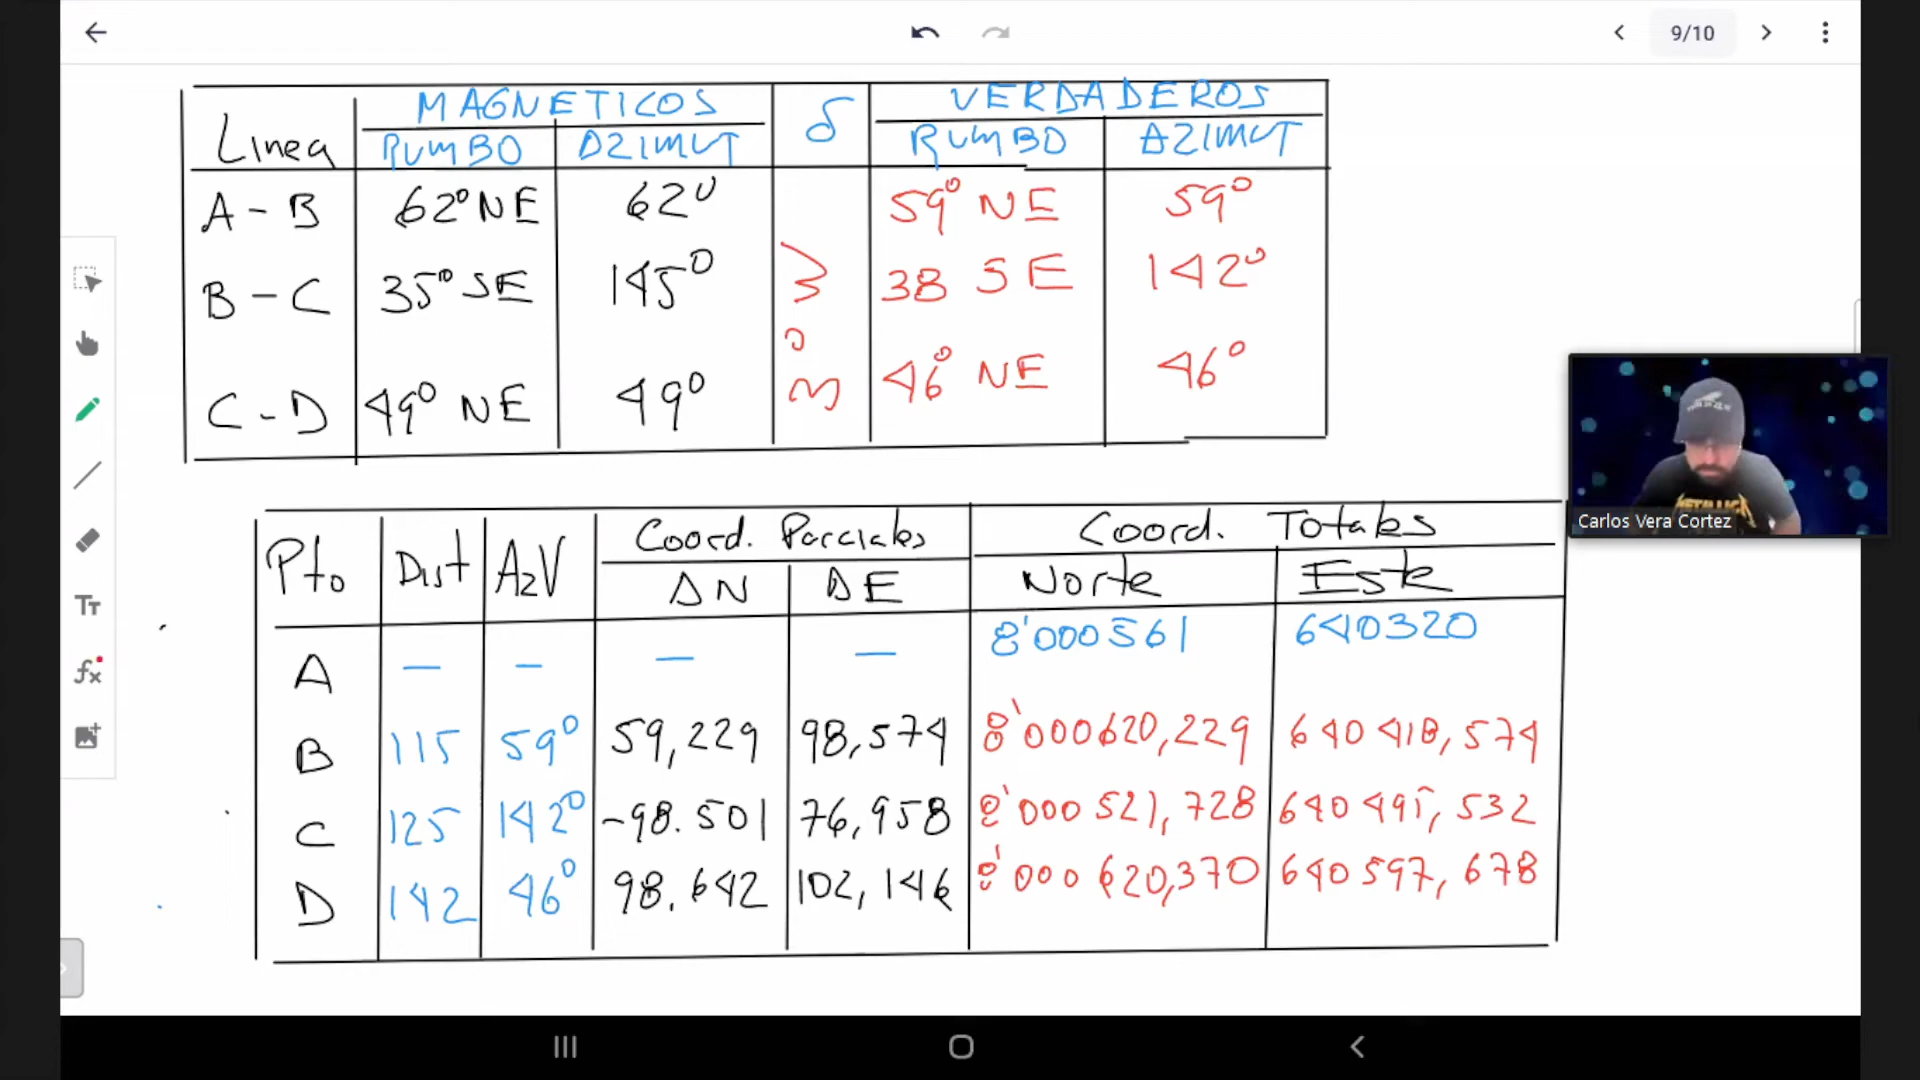 9/10
MAGNETICOS δ VERDADEROS
Linea RUMBO AZIMUT RUMBO AZIMUT
A-B 62° NE 62° 59° NE 59°
B-C 35° SE 145° 38 SE 142°
3° W
C-D 49° NE 49° 46° NE 46°
Carlos Vera Cortez
Coord. Parciales Coord. Totales
Pto Dist AzV ΔN ΔE Norte Este
A — — — — 8'000561 640320
B 115 59° 59,229 98,574 8'000620,229 640418,574
C 125 142° -98.501 76,958 8'000521,728 640495,532
D 142 46° 98.642 102,146 8'000620,370 640597,678
Tт
fx